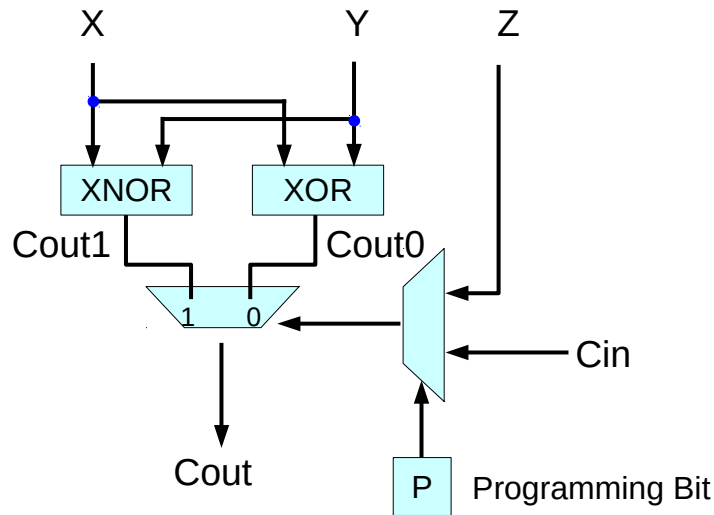 X Y Z
XNOR XOR
Cout1 Cout0
1 0
Cin
Cout
P Programming Bit